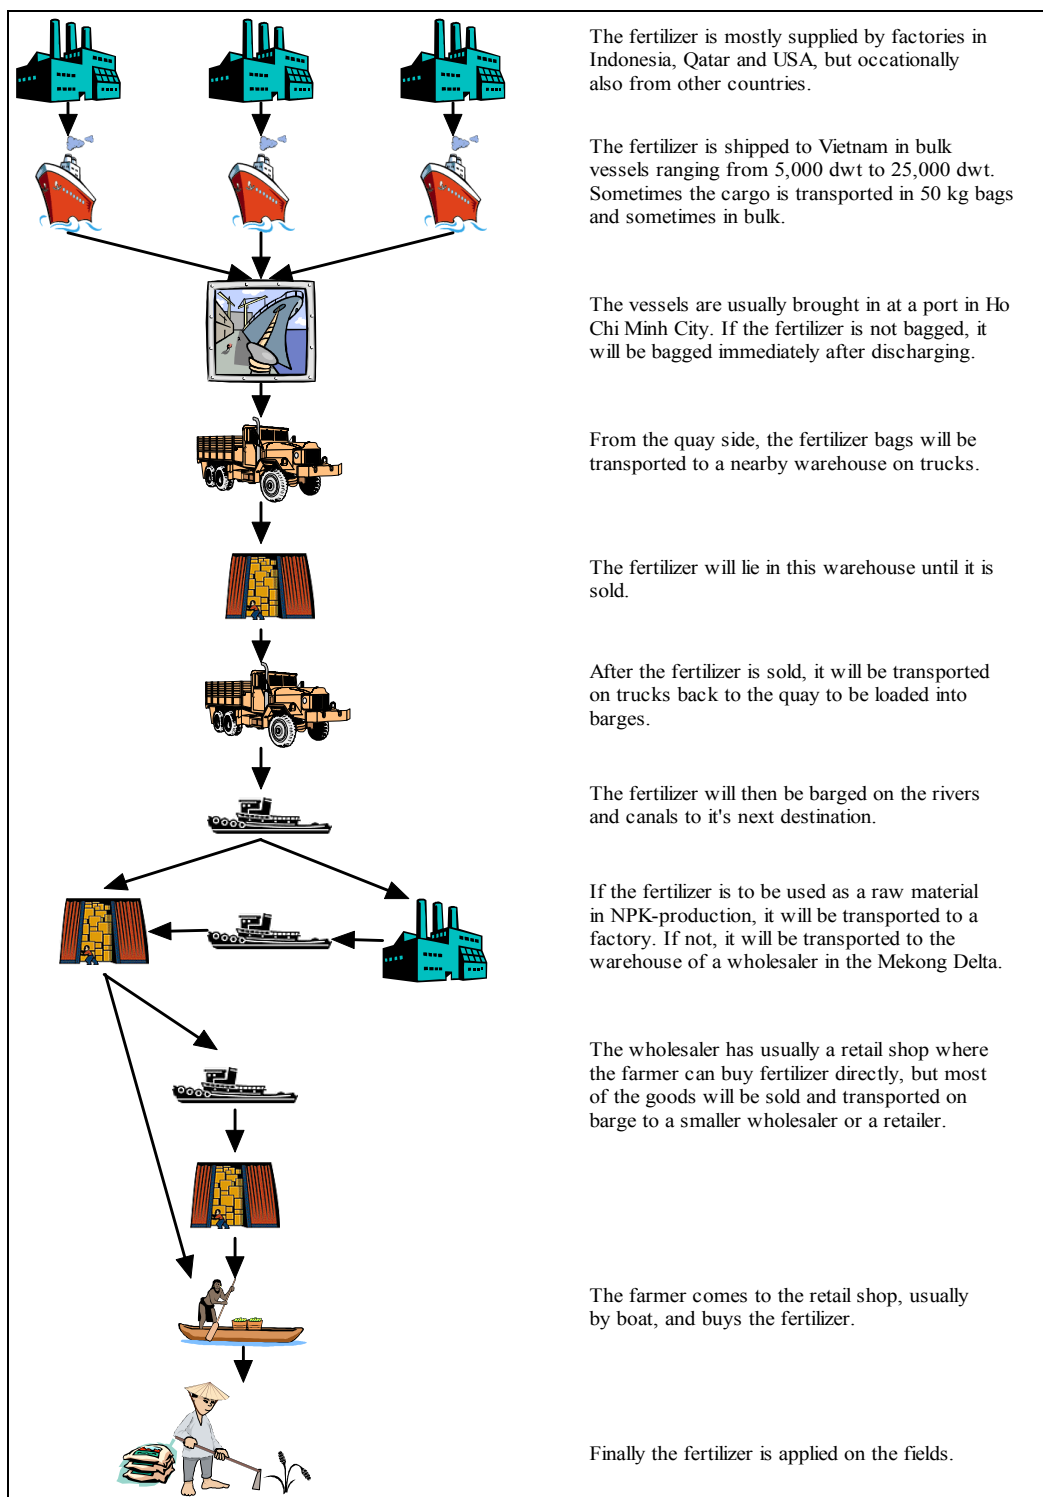 The fertilizer is mostly supplied by factories in
Indonesia, Qatar and USA, but occationally
also from other countries.
The fertilizer is shipped to Vietnam in bulk
vessels ranging from 5,000 dwt to 25,000 dwt.
Sometimes the cargo is transported in 50 kg bags
and sometimes in bulk.
The vessels are usually brought in at a port in Ho
Chi Minh City. If the fertilizer is not bagged, it
will be bagged immediately after discharging.
From the quay side, the fertilizer bags will be
transported to a nearby warehouse on trucks.
The fertilizer will lie in this warehouse until it is
sold.
After the fertilizer is sold, it will be transported
on trucks back to the quay to be loaded into
barges.
The fertilizer will then be barged on the rivers
and canals to it's next destination.
If the fertilizer is to be used as a raw material
in NPK-production, it will be transported to a
factory. If not, it will be transported to the
warehouse of a wholesaler in the Mekong Delta.
The wholesaler has usually a retail shop where
the farmer can buy fertilizer directly, but most
of the goods will be sold and transported on
barge to a smaller wholesaler or a retailer.
The farmer comes to the retail shop, usually
by boat, and buys the fertilizer.
Finally the fertilizer is applied on the fields.